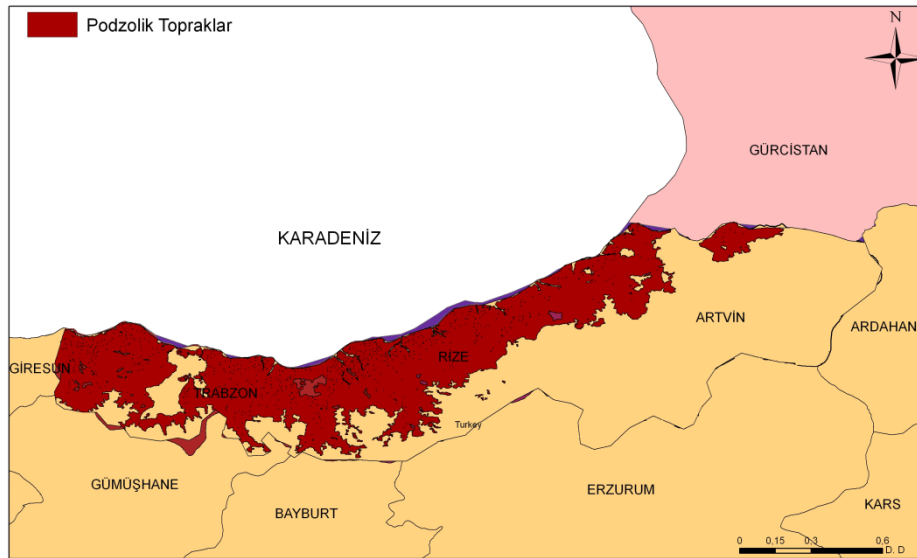 Podzolik Topraklar
N
GÜRCİSTAN
KARADENİZ
ARTVİN
ARDAHAN
RİZE
GİRESUN
TRABZON
Turkey
GÜMÜŞHANE
ERZURUM
BAYBURT
KARS
0 0,15 0,3 0,6
D. D